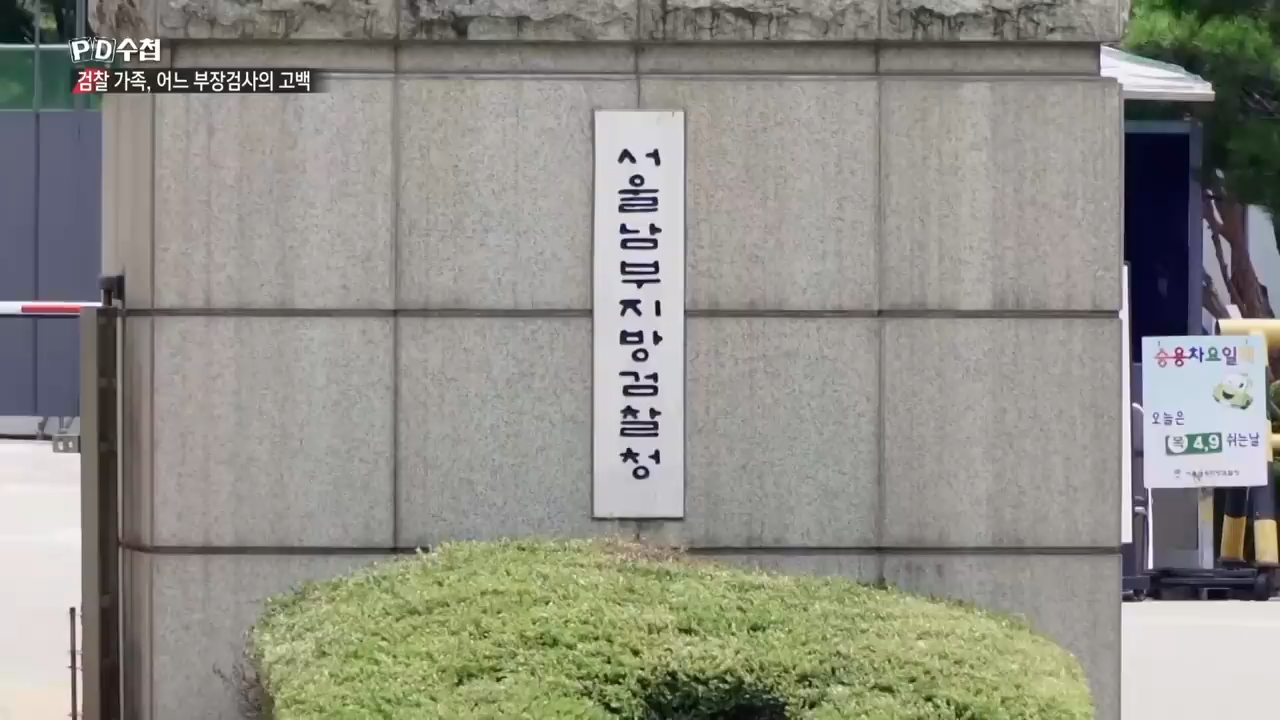 PD수첩
검찰 가족, 어느 부장검사의 고백
서울남부지방검찰청
승용차요일제
오늘은
목 4,9 쉬는날